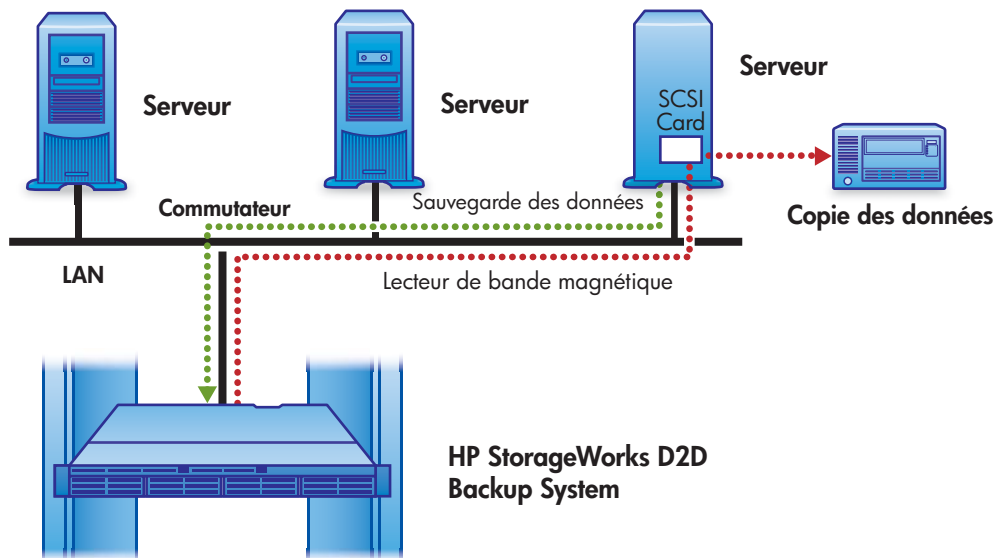 Serveur
Serveur
Serveur
SCSI
Card
Sauvegarde des données
Commutateur
Copie des données
LAN
Lecteur de bande magnétique
HP StorageWorks D2D
Backup System